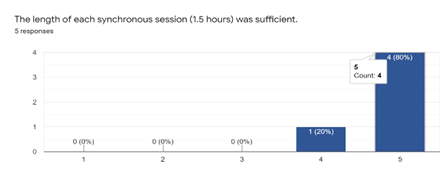 The length of each synchronous session (1.5 hours) was sufficient.
5 responses
4
3
2
1
0
0 (0%)
0 (0%)
0 (0%)
1 (20%)
4 (80%)
5
Count: 4
1 2 3 4 5